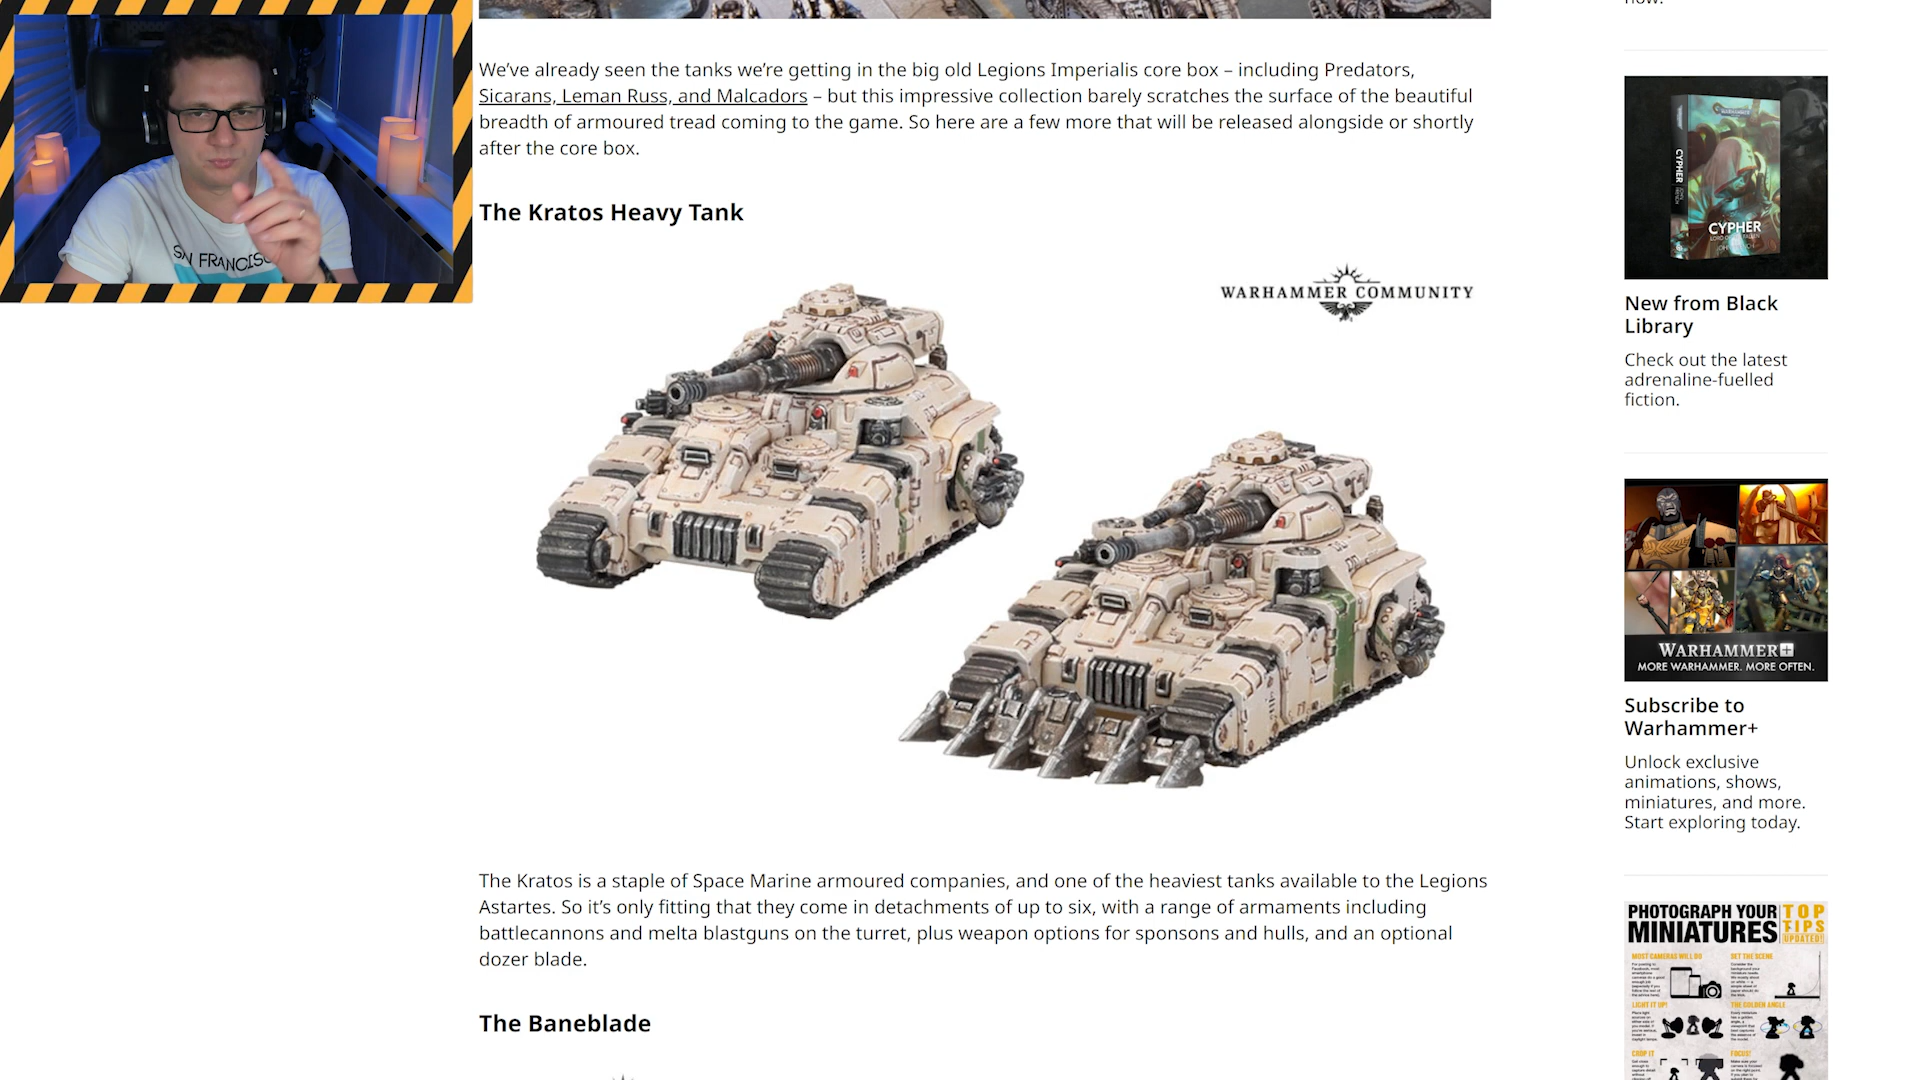 now.
We've already seen the tanks we're getting in the big old Legions Imperialis core box – including Predators,
Sicarans, Leman Russ, and Malcadors – but this impressive collection barely scratches the surface of the beautiful
breadth of armoured tread coming to the game. So here are a few more that will be released alongside or shortly
after the core box.
SAN FRANCISC
The Kratos Heavy Tank
WARHAMMER COMMUNITY
The Kratos is a staple of Space Marine armoured companies, and one of the heaviest tanks available to the Legions
Astartes. So it's only fitting that they come in detachments of up to six, with a range of armaments including
battlecannons and melta blastguns on the turret, plus weapon options for sponsons and hulls, and an optional
dozer blade.
The Baneblade
CYPHER
CYPHER
New from Black
Library
Check out the latest
adrenaline-fuelled
fiction.
WARHAMMER+
MORE WARHAMMER. MORE OFTEN.
Subscribe to
Warhammer+
Unlock exclusive
animations, shows,
miniatures, and more.
Start exploring today.
PHOTOGRAPH YOUR
MINIATURES
TOP
TIPS
UPDATED!
MOST CAMERAS WILL DO
SET THE SCENE
LIGHT IT UP!
THE GOLDEN ANGLE
CROP IT
FOCUS!